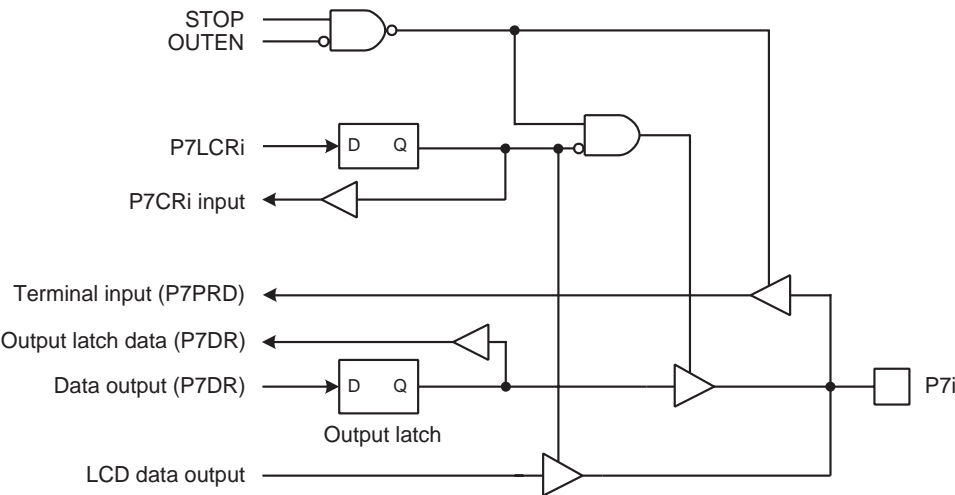 STOP
OUTEN
P7LCRi
D Q
P7CRi input
Terminal input (P7PRD)
Output latch data (P7DR)
Data output (P7DR)
D Q
P7i
Output latch
LCD data output